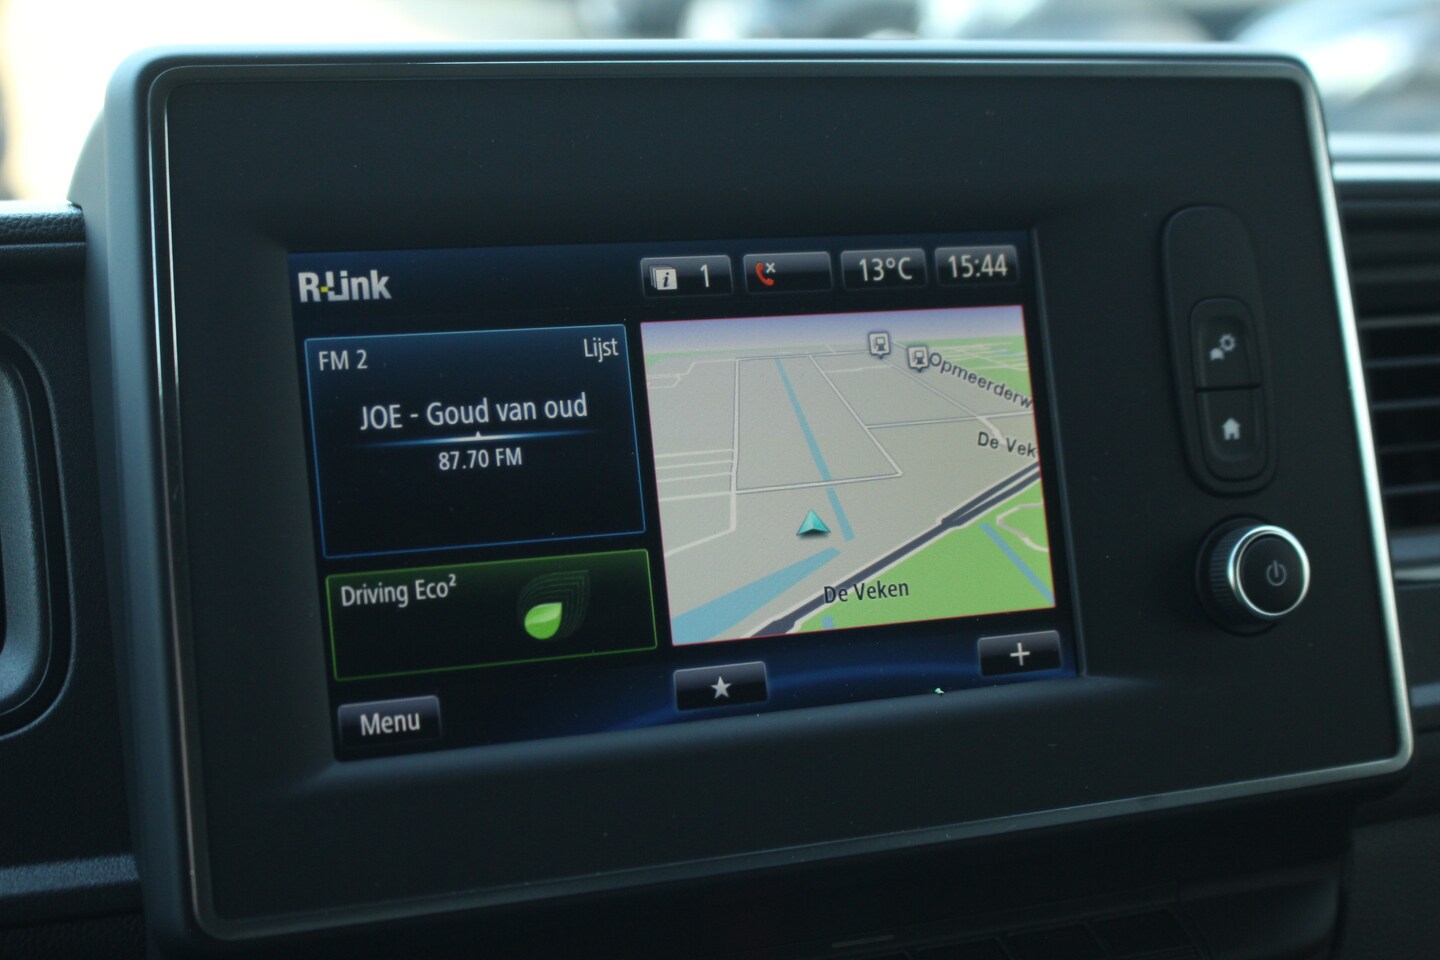 R-Link
1
13°C
15:44
FM 2
Lijst
JOE - Goud van oud
87.70 FM
Driving Eco²
Menu
Opmeerderw
De Vek
De Veken